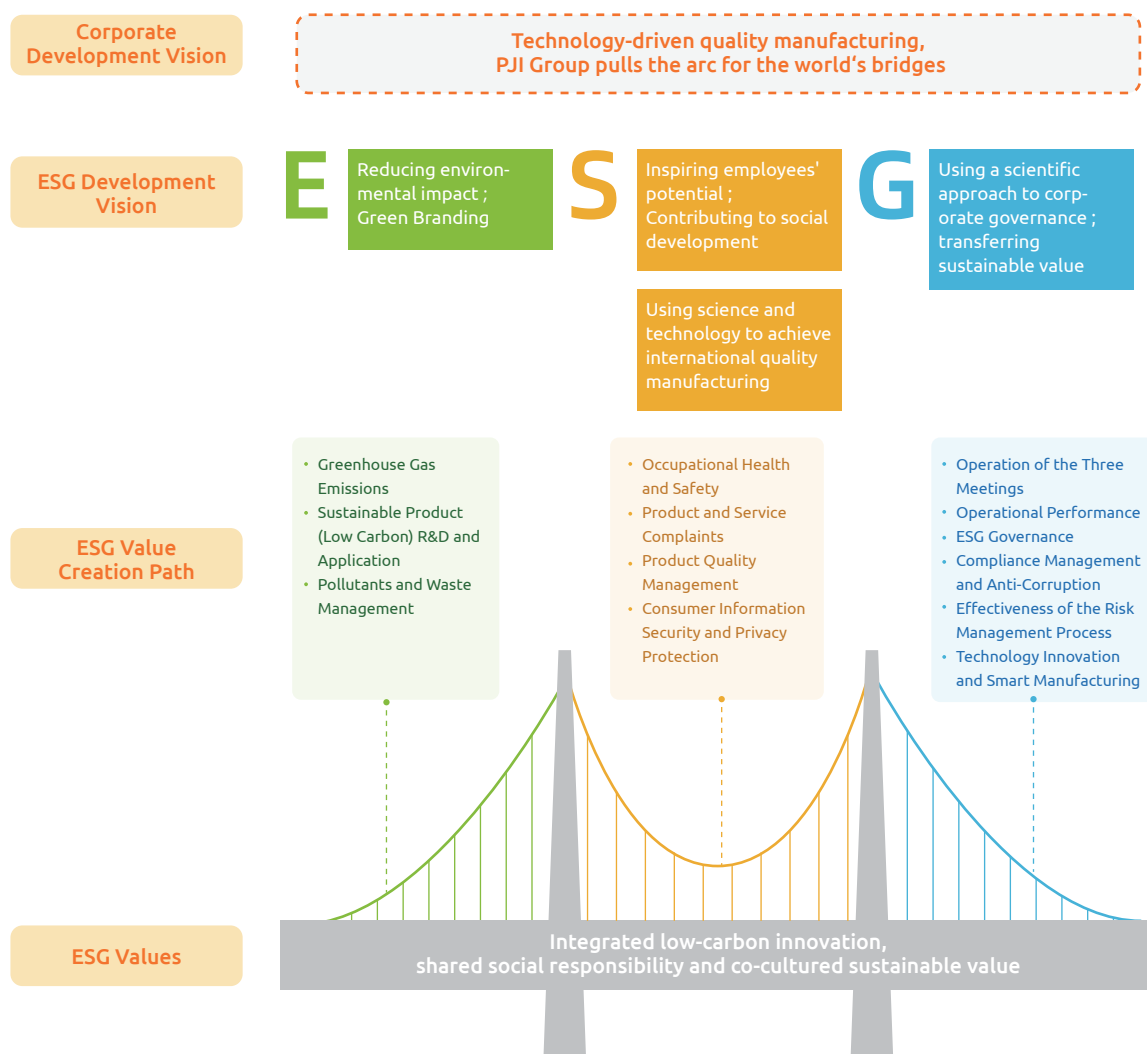 Corporate
Development Vision
Technology-driven quality manufacturing,
PJI Group pulls the arc for the world‘s bridges
ESG Development
Vision
E
Reducing environ-
mental impact ;
Green Branding
S
Inspiring employees'
potential ;
Contributing to social
development
Using science and
technology to achieve
international quality
manufacturing
G
Using a scientific
approach to corp-
orate governance ;
transferring
sustainable value
ESG Value
Creation Path
• Greenhouse Gas
Emissions
• Sustainable Product
(Low Carbon) R&D and
Application
• Pollutants and Waste
Management
• Occupational Health
and Safety
• Product and Service
Complaints
• Product Quality
Management
• Consumer Information
Security and Privacy
Protection
• Operation of the Three
Meetings
• Operational Performance
• ESG Governance
• Compliance Management
and Anti-Corruption
• Effectiveness of the Risk
Management Process
• Technology Innovation
and Smart Manufacturing
ESG Values
Integrated low-carbon innovation,
shared social responsibility and co-cultured sustainable value